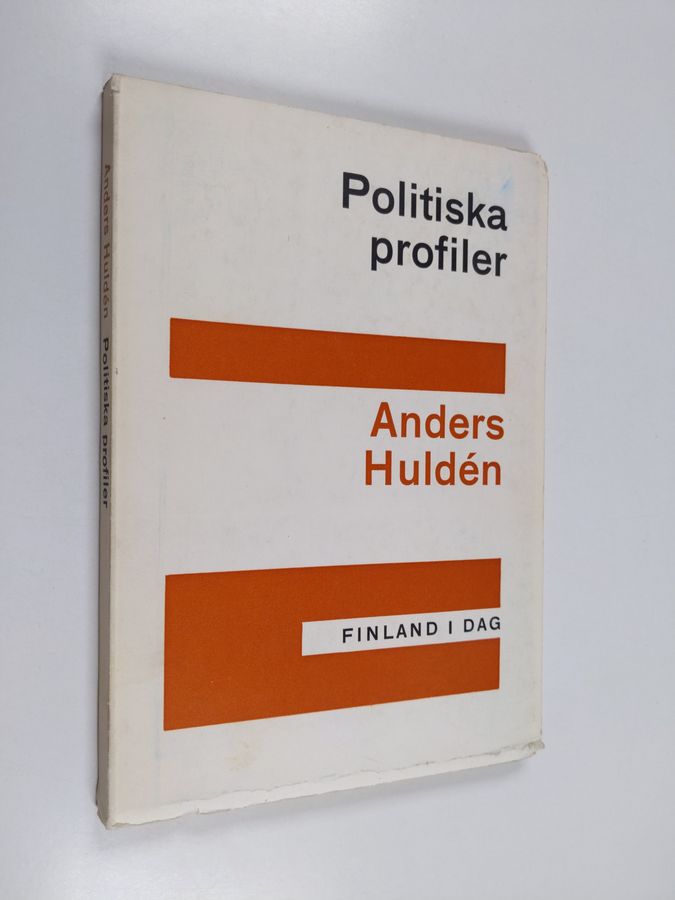 Politiska
profiler
Anders
Huldén
FINLAND I DAG
Anders Huldén Politiska profiler